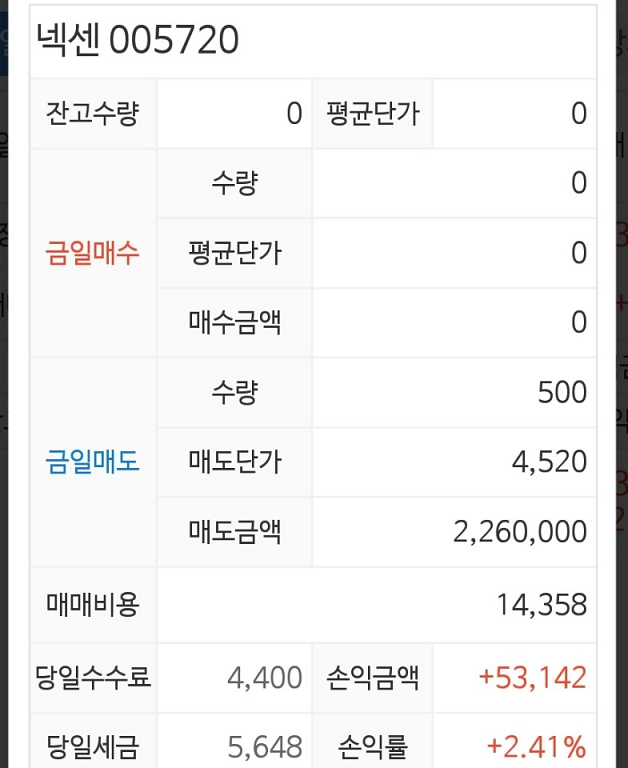 넥센 005720
잔고수량 0 평균단가 0
금일매수 수량 0
평균단가 0
매수금액 0
금일매도 수량 500
매도단가 4,520
매도금액 2,260,000
매매비용 14,358
당일수수료 4,400 손익금액 +53,142
당일세금 5,648 손익률 +2.41%